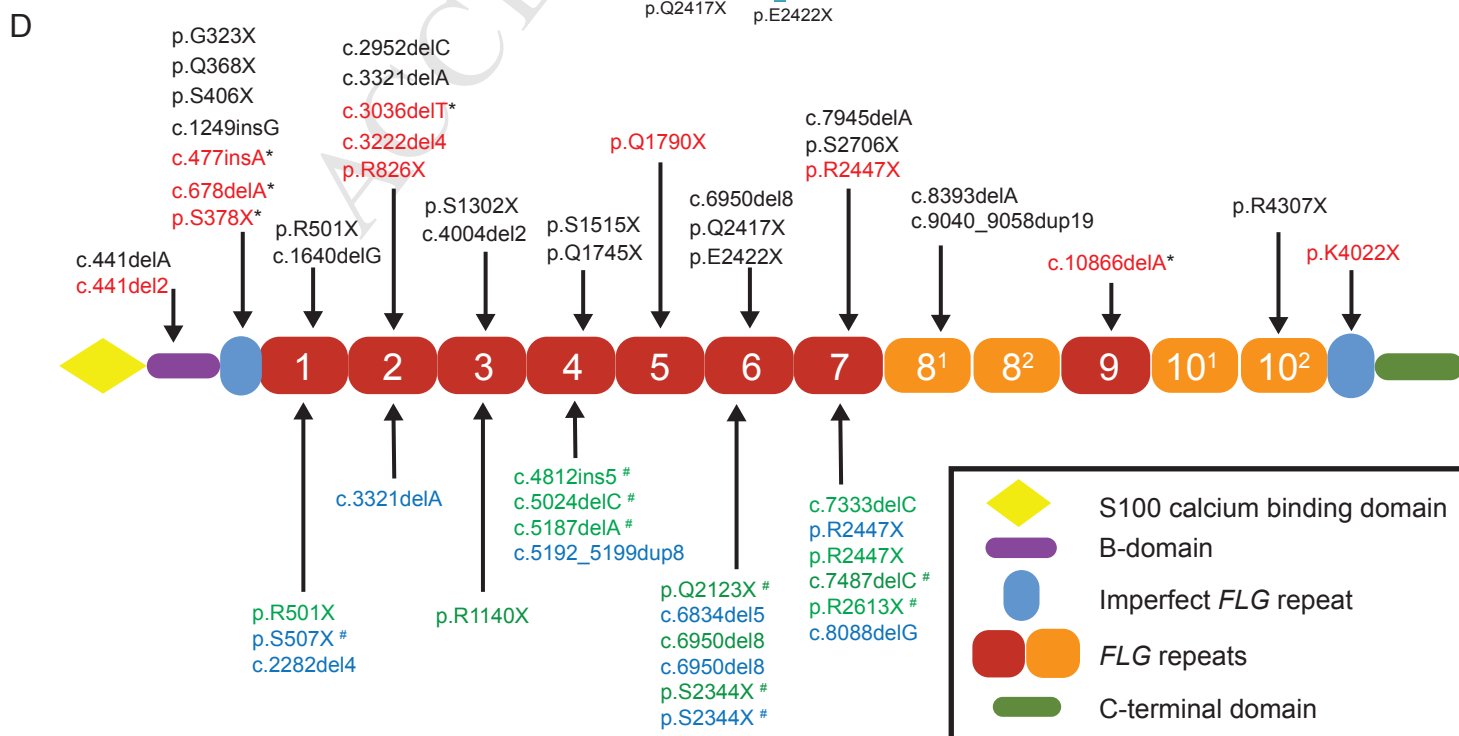 D
p.Q2417X
p.E2422X
ACCE
p.G323X
p.Q368X
p.S406X
c.1249insG
c.477insA*
c.678delA*
p.S378X*
c.2952delC
c.3321delA
c.3036delT*
c.3222del4
p.R826X
p.Q1790X
c.7945delA
p.S2706X
p.R2447X
c.441delA
c.441del2
p.R501X
c.1640delG
p.S1302X
c.4004del2
p.S1515X
p.Q1745X
c.6950del8
p.Q2417X
p.E2422X
c.8393delA
c.9040_9058dup19
c.10866delA*
p.R4307X
p.K4022X
1 2 3 4 5 6 7 8¹ 8² 9 10¹ 10²
p.R501X
p.S507X #
c.2282del4
c.3321delA
p.R1140X
c.4812ins5 #
c.5024delC #
c.5187delA #
c.5192_5199dup8
p.Q2123X #
c.6834del5
c.6950del8
c.6950del8
p.S2344X #
p.S2344X #
c.7333delC
p.R2447X
p.R2447X
c.7487delC #
p.R2613X #
c.8088delG
S100 calcium binding domain
B-domain
Imperfect FLG repeat
FLG repeats
C-terminal domain